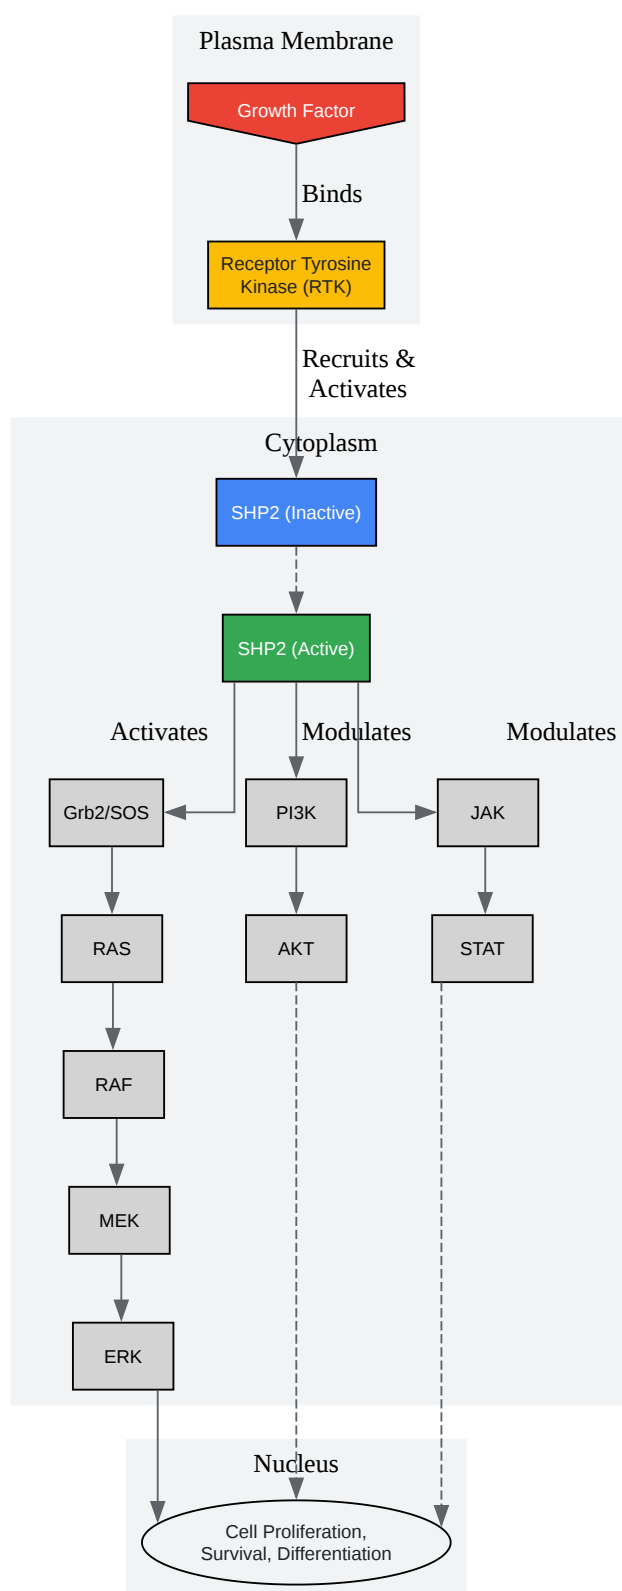 Plasma Membrane
Growth Factor
Binds
Receptor Tyrosine
Kinase (RTK)
Recruits &
Activates
Cytoplasm
SHP2 (Inactive)
SHP2 (Active)
Activates
Modulates
Modulates
Grb2/SOS
PI3K
JAK
RAS
AKT
STAT
RAF
MEK
ERK
Nucleus
Cell Proliferation,
Survival, Differentiation